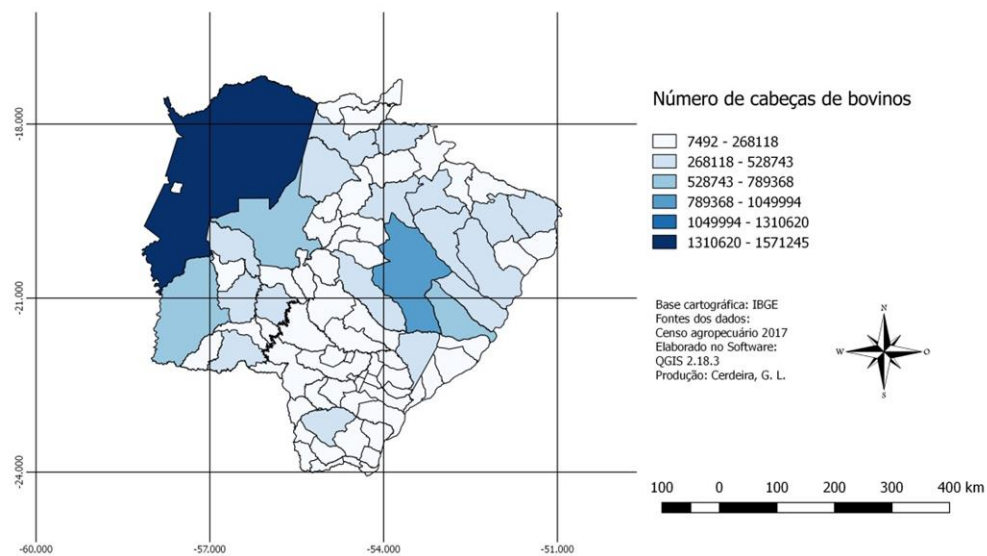 Número de cabeças de bovinos
7492 - 268118
268118 - 528743
528743 - 789368
789368 - 1049994
1049994 - 1310620
1310620 - 1571245
Base cartográfica: IBGE
Fontes dos dados:
Censo agropecuário 2017
Elaborado no Software:
QGIS 2.18.3
Produção: Cerdeira, G. L.
N
W O
S
100 0 100 200 300 400 km
-18.000
-21.000
-24.000
-60.000 -57.000 -54.000 -51.000